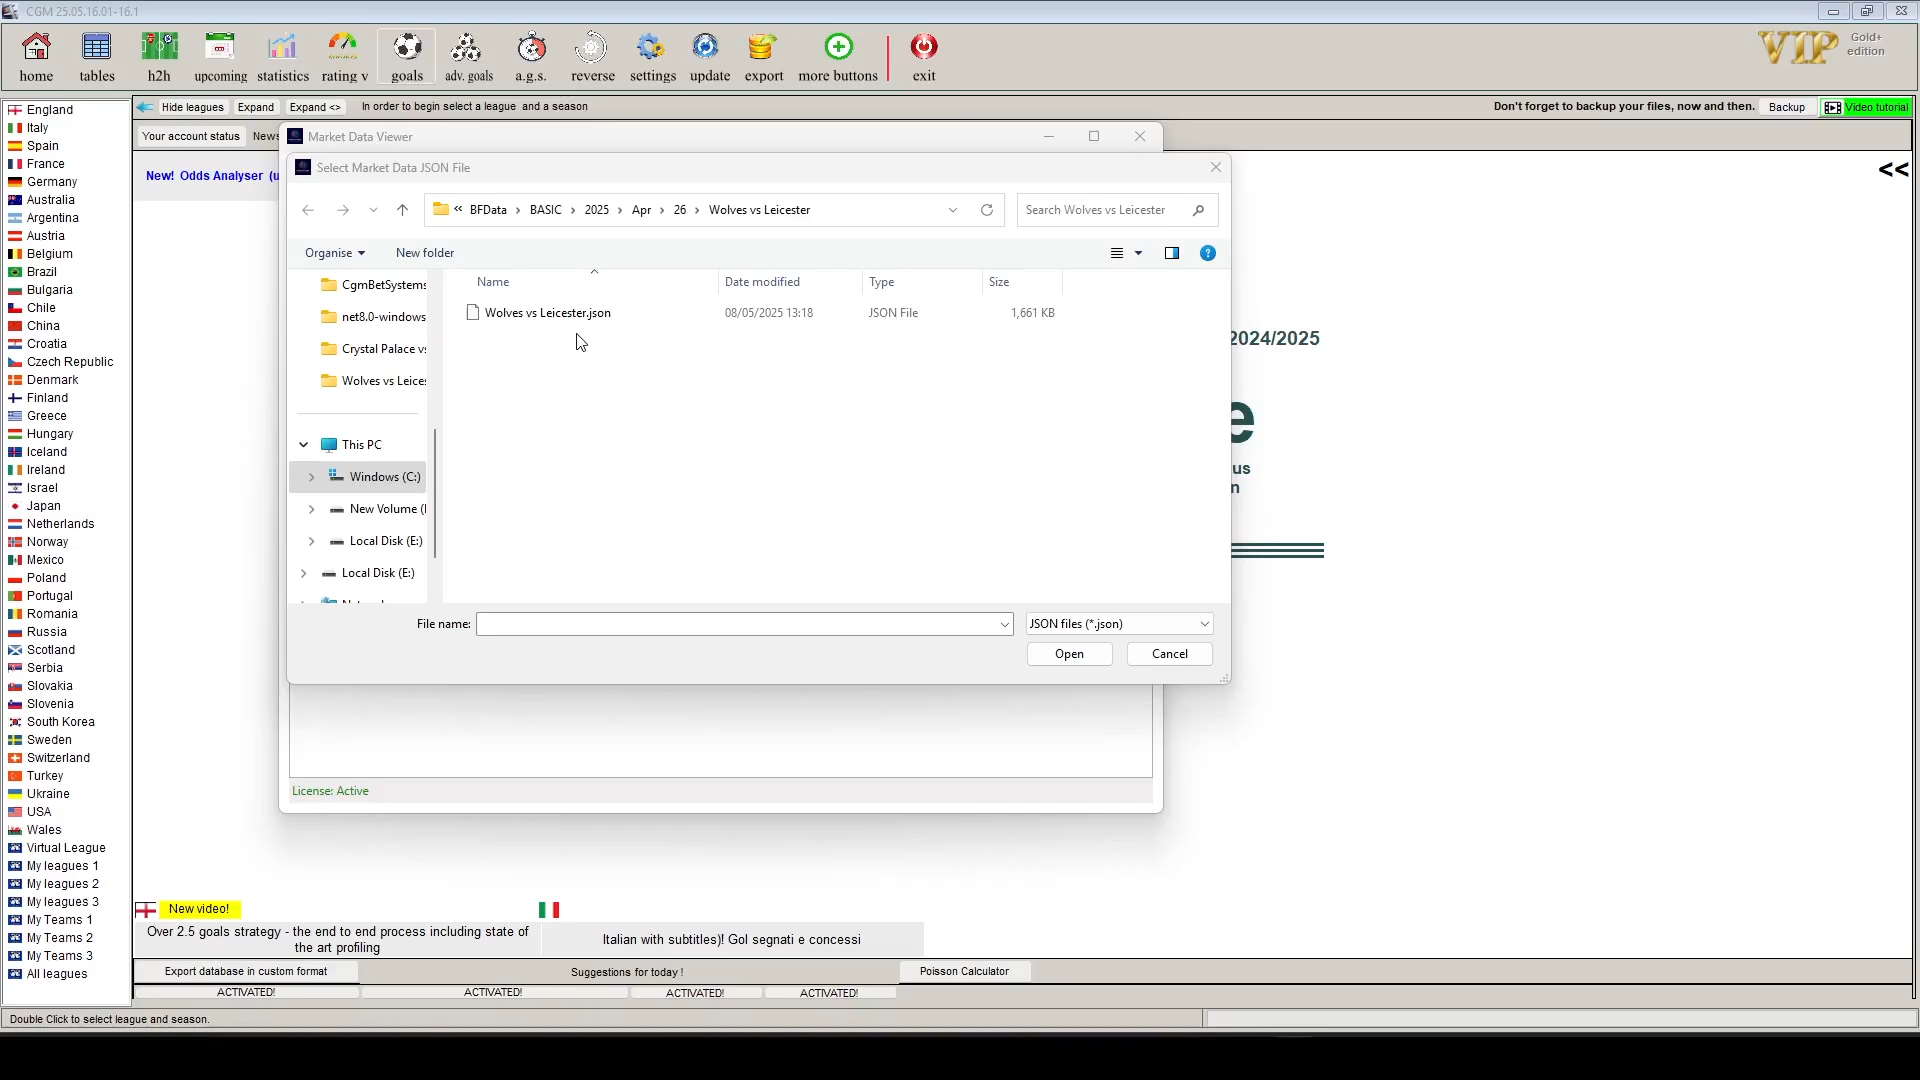 CGM 25.05.16.01-16.1
home
tables
h2h
upcoming
statistics
rating v
goals
adv. goals
a.g.s.
reverse
settings
update
export
more buttons
exit
VIP
Gold+
edition
England
Italy
Spain
France
Germany
Australia
Argentina
Austria
Belgium
Brazil
Bulgaria
Chile
China
Croatia
Czech Republic
Denmark
Finland
Greece
Hungary
Iceland
Ireland
Israel
Japan
Netherlands
Norway
Mexico
Poland
Portugal
Romania
Russia
Scotland
Serbia
Slovakia
Slovenia
South Korea
Sweden
Switzerland
Turkey
Ukraine
USA
Wales
Virtual League
My leagues 1
My leagues 2
My leagues 3
My Teams 1
My Teams 2
My Teams 3
All leagues
Hide leagues
Expand
Expand <>
In order to begin select a league and a season
Don't forget to backup your files, now and then.
Backup
Video tutorial
Your account status
News
New! Odds Analyser (u
<<
Market Data Viewer
Select Market Data JSON File
« BFData › BASIC › 2025 › Apr › 26 › Wolves vs Leicester
Search Wolves vs Leicester
Organise
New folder
CgmBetSystems
net8.0-windows
Crystal Palace vs
Wolves vs Leices
This PC
Windows (C:)
New Volume (
Local Disk (E:)
Local Disk (E:)
Name
Date modified
Type
Size
Wolves vs Leicester.json
08/05/2025 13:18
JSON File
1,661 KB
File name:
JSON files (*.json)
Open
Cancel
License: Active
2024/2025
e
us
n
New video!
Over 2.5 goals strategy - the end to end process including state of
the art profiling
Italian with subtitles)! Gol segnati e concessi
Export database in custom format
Suggestions for today !
Poisson Calculator
ACTIVATED!
ACTIVATED!
ACTIVATED!
ACTIVATED!
Double Click to select league and season.